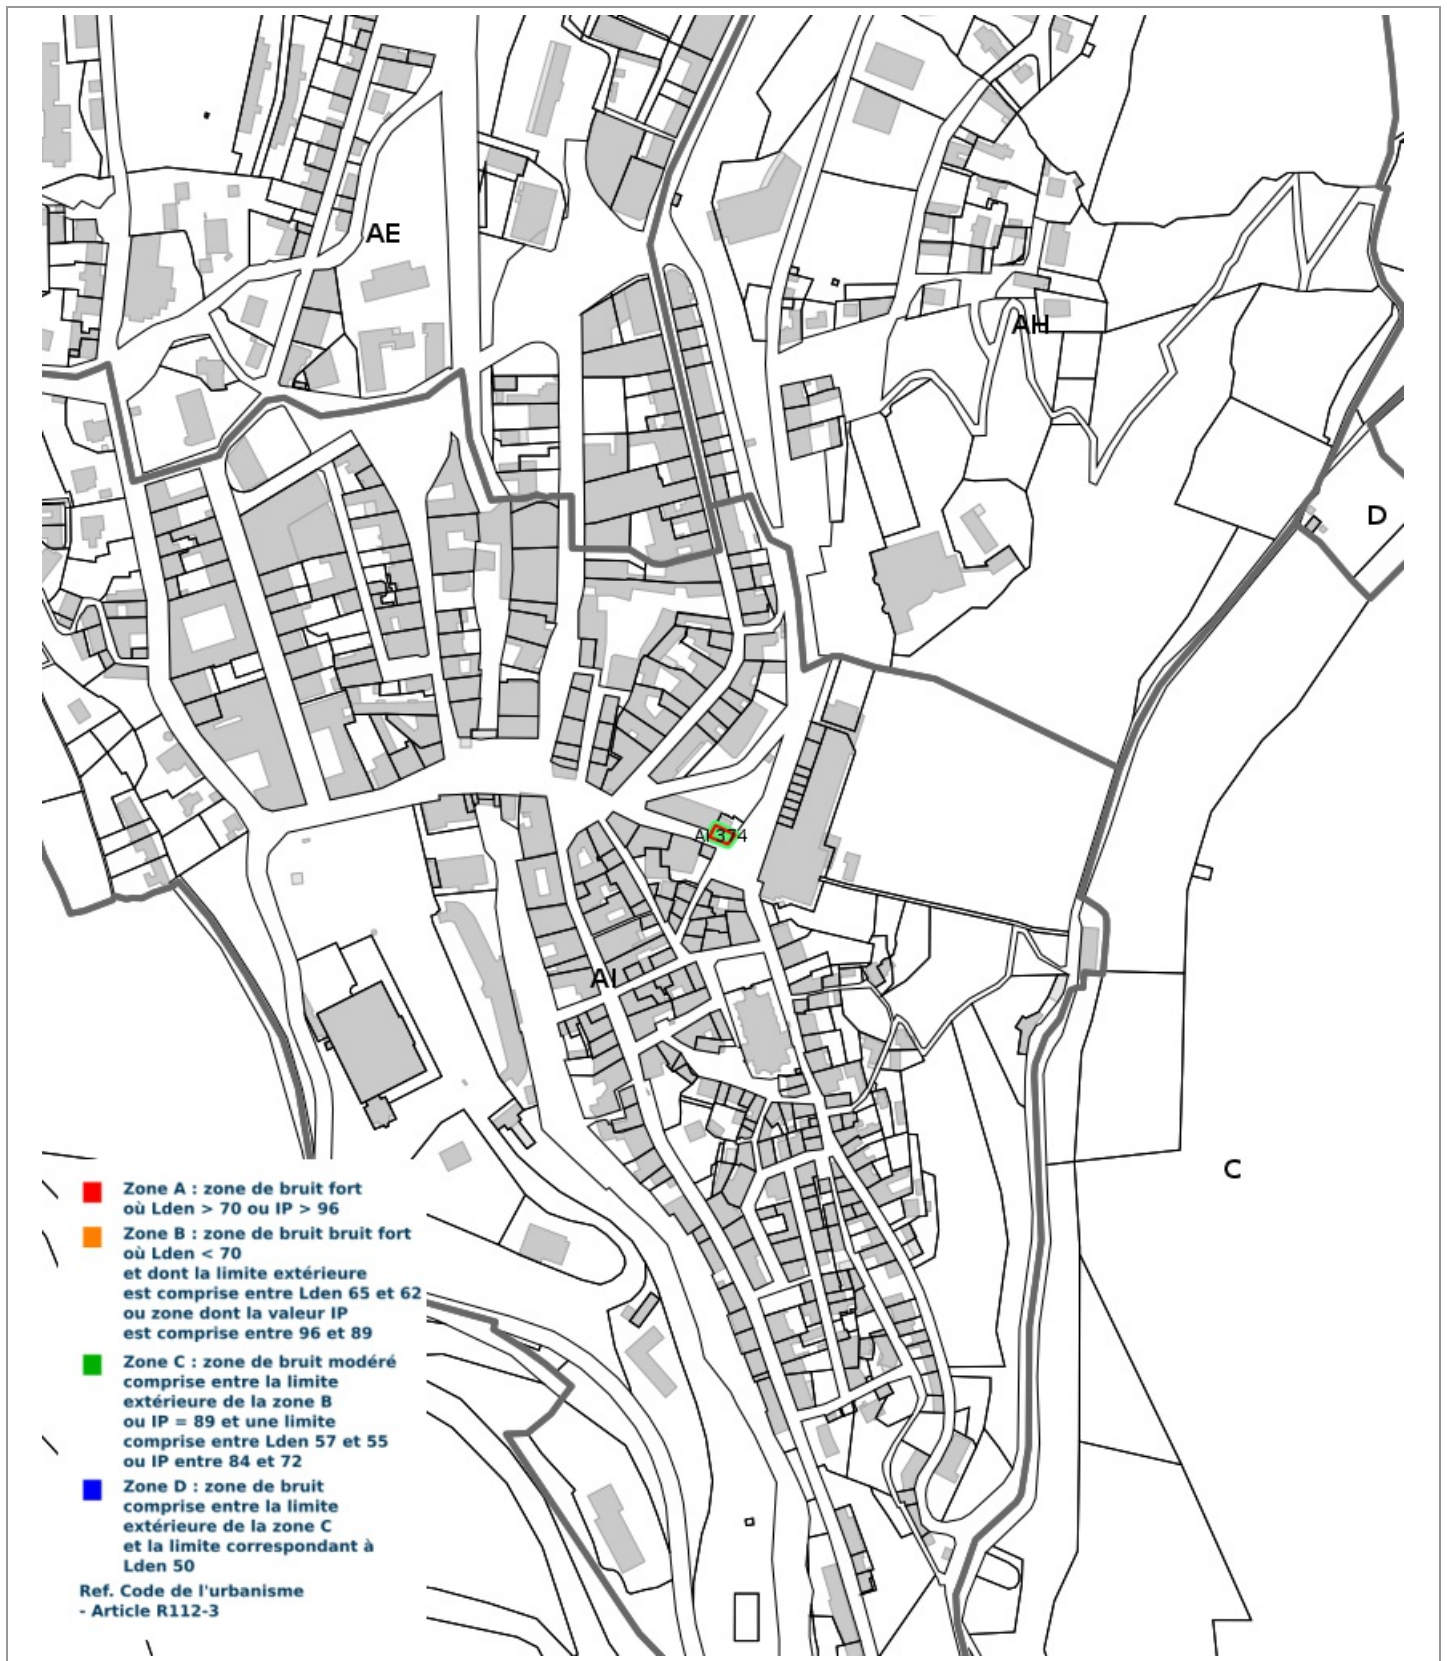 AE
AH
D
AI 374
AI
C
Zone A : zone de bruit fort
où Lden > 70 ou IP > 96
Zone B : zone de bruit bruit fort
où Lden < 70
et dont la limite extérieure
est comprise entre Lden 65 et 62
ou zone dont la valeur IP
est comprise entre 96 et 89
Zone C : zone de bruit modéré
comprise entre la limite
extérieure de la zone B
ou IP = 89 et une limite
comprise entre Lden 57 et 55
ou IP entre 84 et 72
Zone D : zone de bruit
comprise entre la limite
extérieure de la zone C
et la limite correspondant à
Lden 50
Ref. Code de l'urbanisme
- Article R112-3